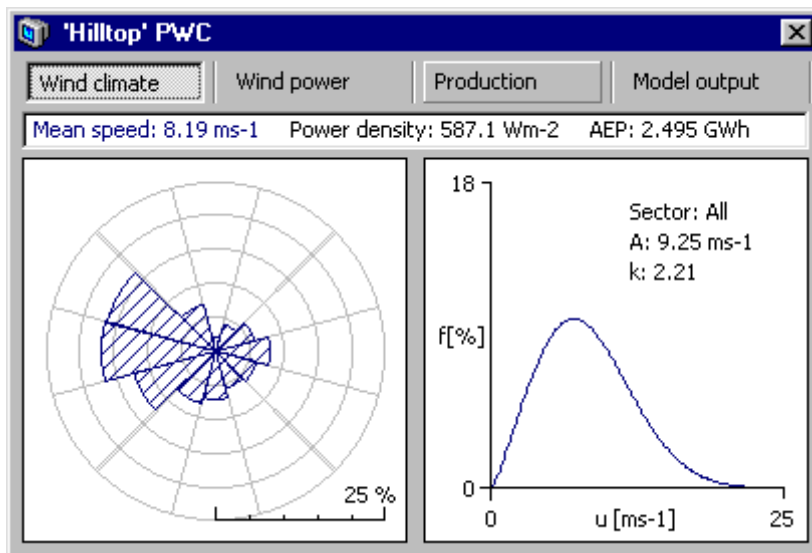 'Hilltop' PWC
Wind climate Wind power Production Model output
Mean speed: 8.19 ms-1 Power density: 587.1 Wm-2 AEP: 2.495 GWh
25 %
18
Sector: All
A: 9.25 ms-1
k: 2.21
f[%]
0
0 u [ms-1] 25